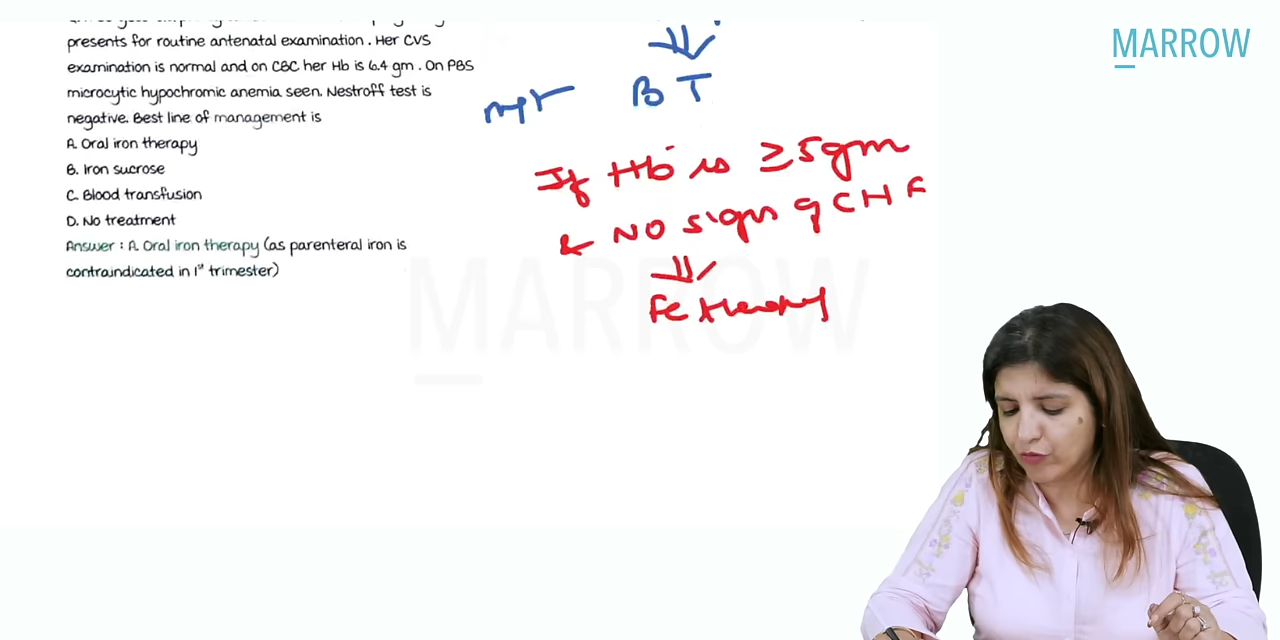 MARROW
presents for routine antenatal examination. Her CVS
examination is normal and on CBC her Hb is 6.4 gm. On PBS
microcytic hypochromic anemia seen. Nestroff test is
negative. Best line of management is
A. Oral iron therapy
B. Iron sucrose
C. Blood transfusion
D. No treatment
Answer : A. Oral iron therapy (as parenteral iron is
contraindicated in 1st trimester)
BT
If Hb is ≥5gm
& NO signs of CHF
Fe therapy
MARROW